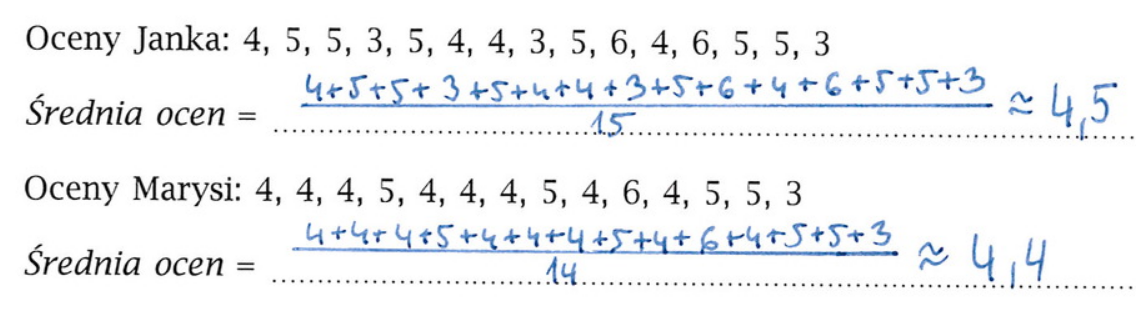 Oceny Janka: 4, 5, 5, 3, 5, 4, 4, 3, 5, 6, 4, 6, 5, 5, 3
Średnia ocen = 4+5+5+3+5+4+4+3+5+6+4+6+5+5+3 / 15 ≈ 4,5
Oceny Marysi: 4, 4, 4, 5, 4, 4, 4, 5, 4, 6, 4, 5, 5, 3
Średnia ocen = 4+4+4+5+4+4+4+5+4+6+4+5+5+3 / 14 ≈ 4,4